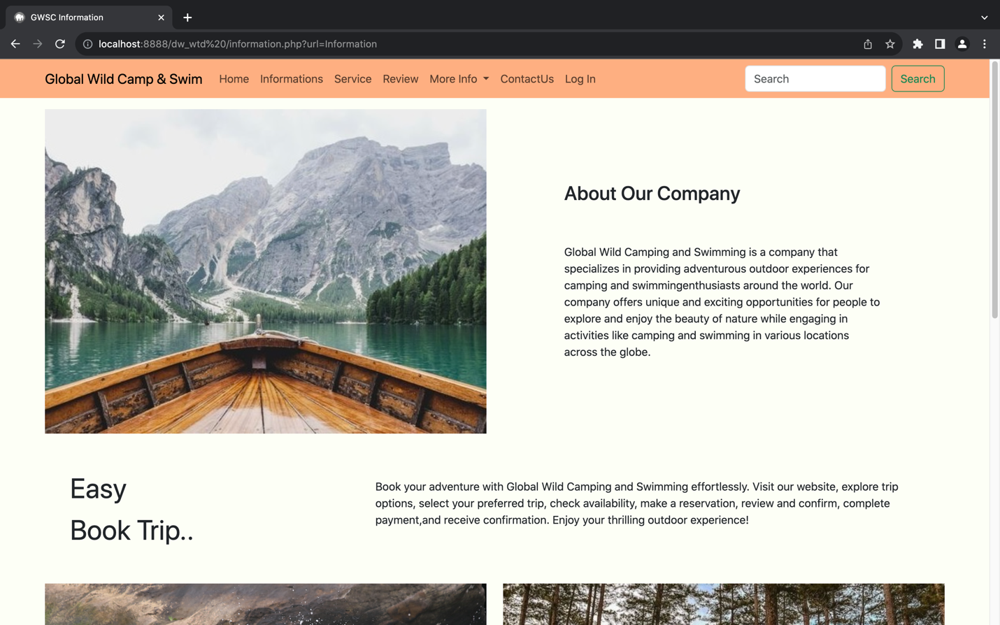 GWSC Information
localhost:8888/dw_wtd%20/information.php?url=Information
Global Wild Camp & Swim Home Informations Service Review More Info ContactUs Log In Search Search
About Our Company
Global Wild Camping and Swimming is a company that
specializes in providing adventurous outdoor experiences for
camping and swimmingenthusiasts around the world. Our
company offers unique and exciting opportunities for people to
explore and enjoy the beauty of nature while engaging in
activities like camping and swimming in various locations
across the globe.
Easy
Book Trip..
Book your adventure with Global Wild Camping and Swimming effortlessly. Visit our website, explore trip
options, select your preferred trip, check availability, make a reservation, review and confirm, complete
payment,and receive confirmation. Enjoy your thrilling outdoor experience!